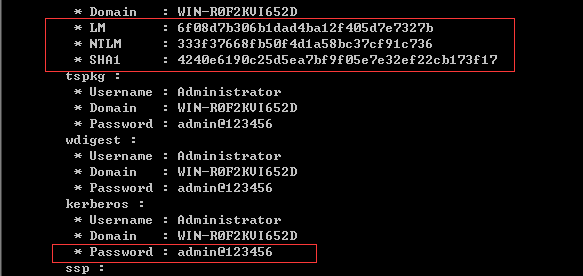 * Domain : WIN-R0F2KVI652D
* LM : 6f08d7b306b1dad4ba12f405d7e7327b
* NTLM : 333f37668fb50f4d1a58bc37cf91c736
* SHA1 : 4240e6190c25d5ea7bf9f05e7e32ef22cb173f17
tspkg :
* Username : Administrator
* Domain : WIN-R0F2KVI652D
* Password : admin@123456
wdigest :
* Username : Administrator
* Domain : WIN-R0F2KVI652D
* Password : admin@123456
kerberos :
* Username : Administrator
* Domain : WIN-R0F2KVI652D
* Password : admin@123456
ssp :